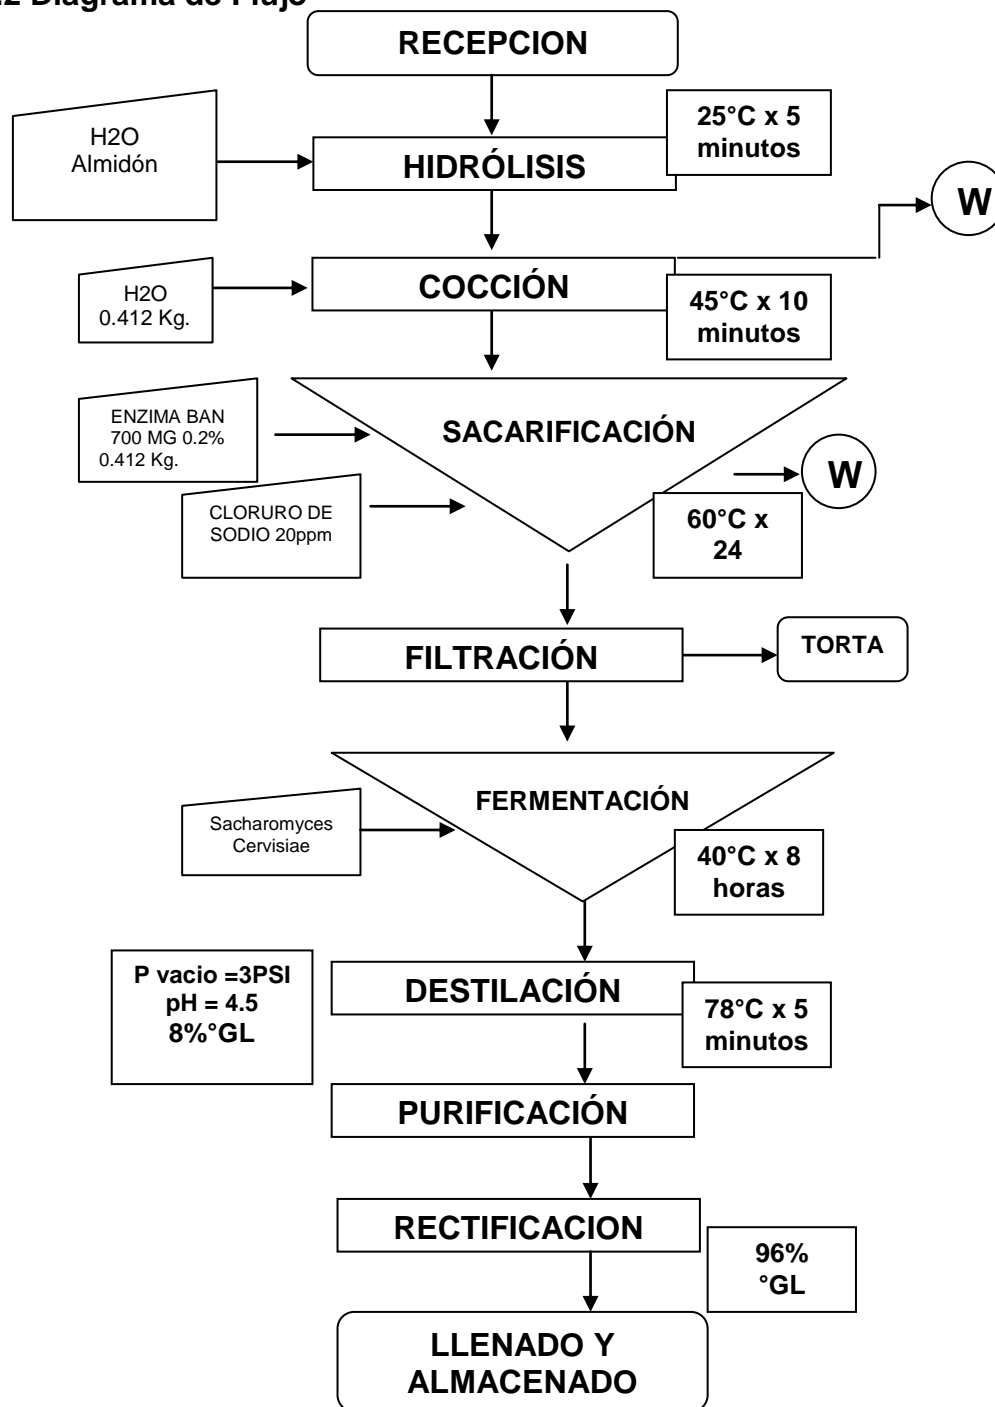 .2 Diagrama de Flujo
RECEPCION
H2O
Almidón
25°C x 5
minutos
HIDRÓLISIS
W
H2O
0.412 Kg.
COCCIÓN
45°C x 10
minutos
ENZIMA BAN
700 MG 0.2%
0.412 Kg.
SACARIFICACIÓN
W
CLORURO DE
SODIO 20ppm
60°C x
24
FILTRACIÓN
TORTA
FERMENTACIÓN
Sacharomyces
Cervisiae
40°C x 8
horas
P vacio =3PSI
pH = 4.5
8%°GL
DESTILACIÓN
78°C x 5
minutos
PURIFICACIÓN
RECTIFICACION
96%
°GL
LLENADO Y
ALMACENADO